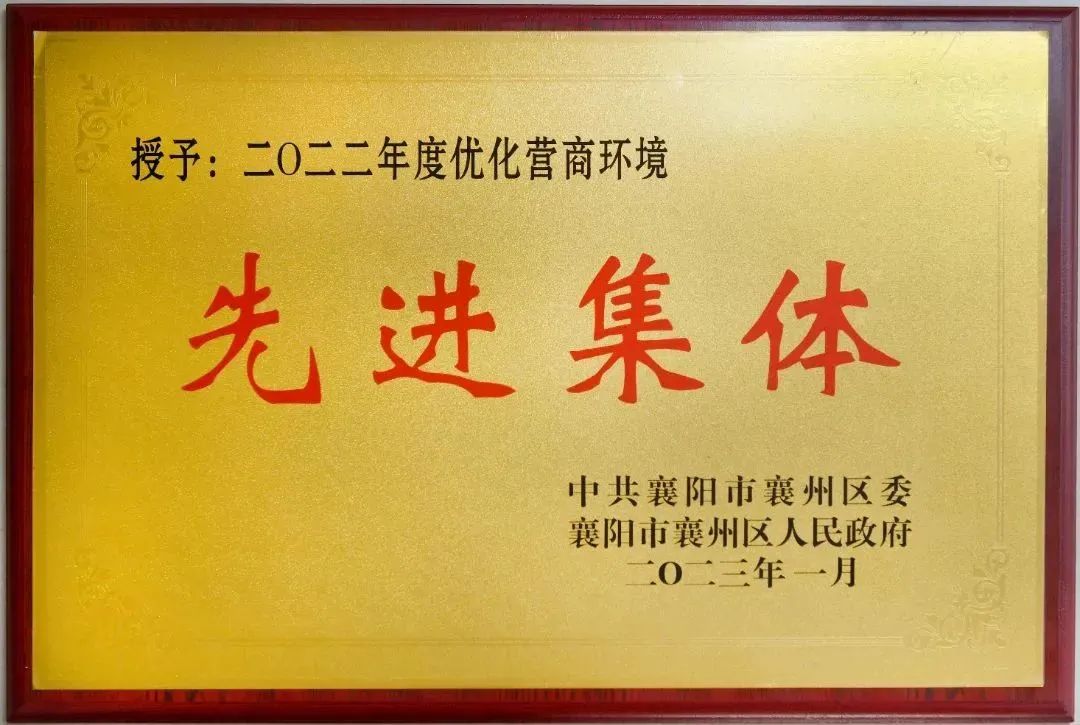 授予：二〇二二年度优化营商环境
先进集体
中共襄阳市襄州区委
襄阳市襄州区人民政府
二〇二三年一月